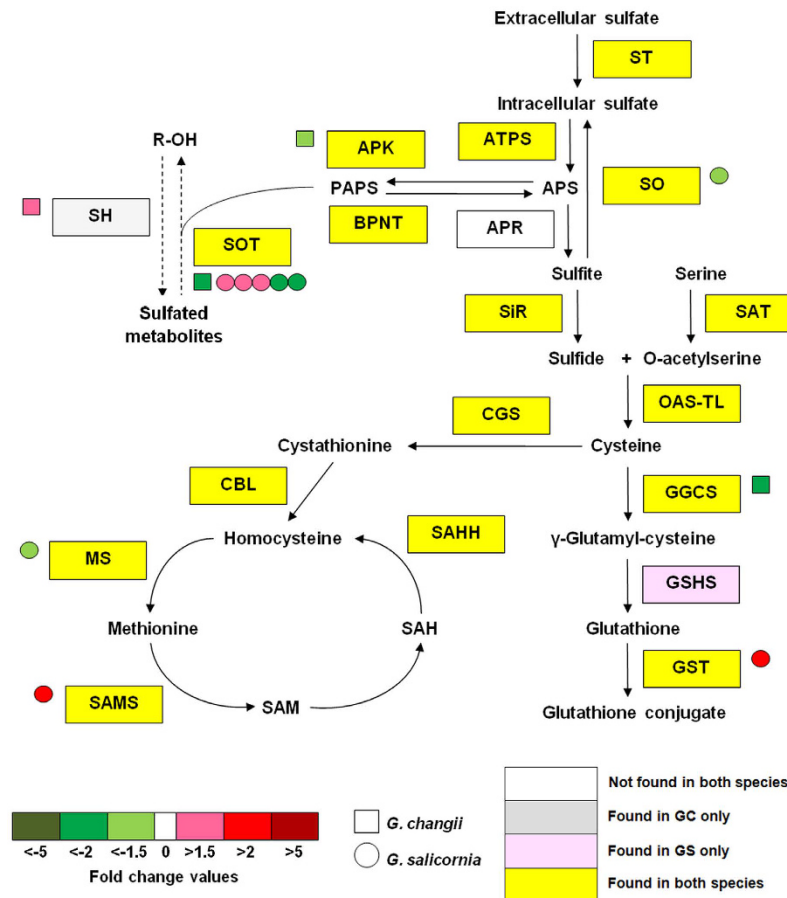 Extracellular sulfate
ST
Intracellular sulfate
R-OH
APK
ATPS
PAPS
APS
SO
SH
BPNT
APR
SOT
Sulfite
Serine
Sulfated
metabolites
SiR
SAT
Sulfide + O-acetylserine
OAS-TL
CGS
Cystathionine
Cysteine
CBL
GGCS
Homocysteine
SAHH
γ-Glutamyl-cysteine
MS
GSHS
Methionine
SAH
Glutathione
GST
SAMS
SAM
Glutathione conjugate
Not found in both species
G. changii
Found in GC only
G. salicornia
Found in GS only
<-5 <-2 <-1.5 0 >1.5 >2 >5
Fold change values
Found in both species